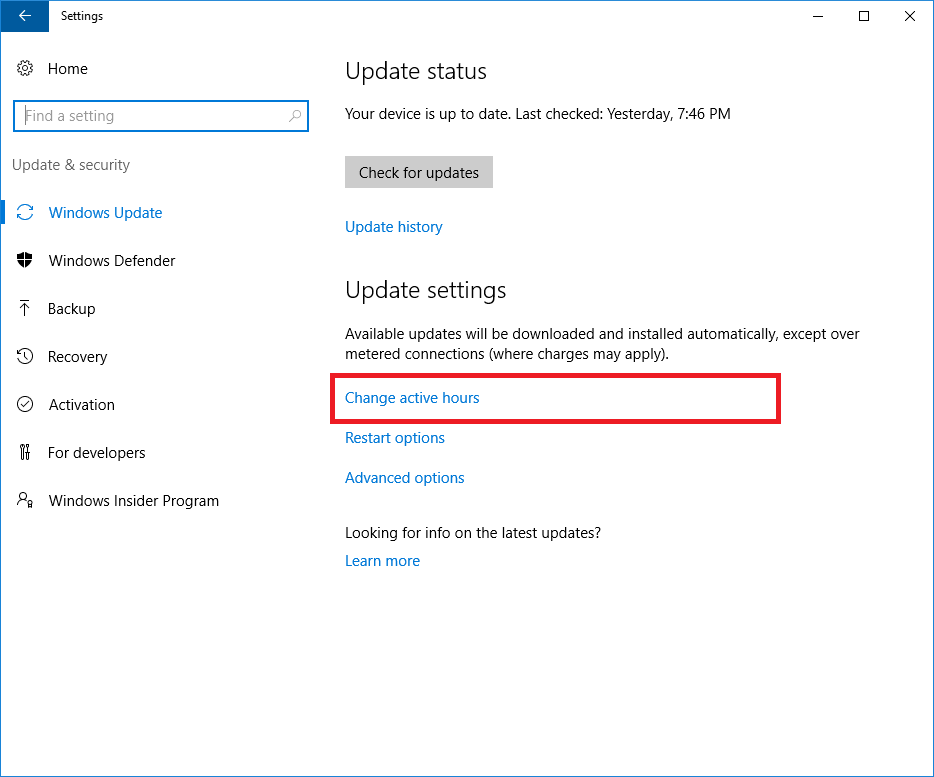 Settings
Home
Find a setting
Update & security
Windows Update
Windows Defender
Backup
Recovery
Activation
For developers
Windows Insider Program
Update status
Your device is up to date. Last checked: Yesterday, 7:46 PM
Check for updates
Update history
Update settings
Available updates will be downloaded and installed automatically, except over
metered connections (where charges may apply).
Change active hours
Restart options
Advanced options
Looking for info on the latest updates?
Learn more